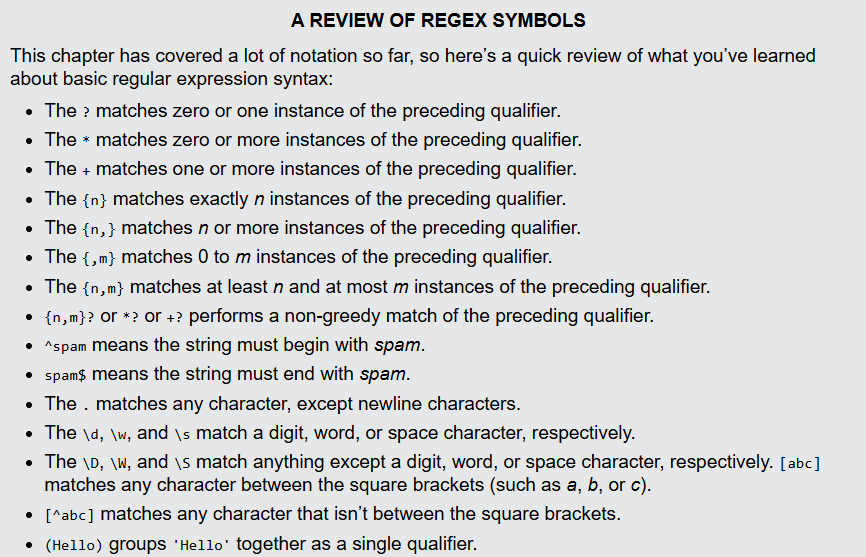 A REVIEW OF REGEX SYMBOLS
This chapter has covered a lot of notation so far, so here’s a quick review of what you’ve learned
about basic regular expression syntax:
• The ? matches zero or one instance of the preceding qualifier.
• The * matches zero or more instances of the preceding qualifier.
• The + matches one or more instances of the preceding qualifier.
• The {n} matches exactly n instances of the preceding qualifier.
• The {n,} matches n or more instances of the preceding qualifier.
• The {,m} matches 0 to m instances of the preceding qualifier.
• The {n,m} matches at least n and at most m instances of the preceding qualifier.
• {n,m}? or *? or +? performs a non-greedy match of the preceding qualifier.
• ^spam means the string must begin with spam.
• spam$ means the string must end with spam.
• The . matches any character, except newline characters.
• The \d, \w, and \s match a digit, word, or space character, respectively.
• The \D, \W, and \S match anything except a digit, word, or space character, respectively. [abc]
matches any character between the square brackets (such as a, b, or c).
• [^abc] matches any character that isn’t between the square brackets.
• (Hello) groups 'Hello' together as a single qualifier.